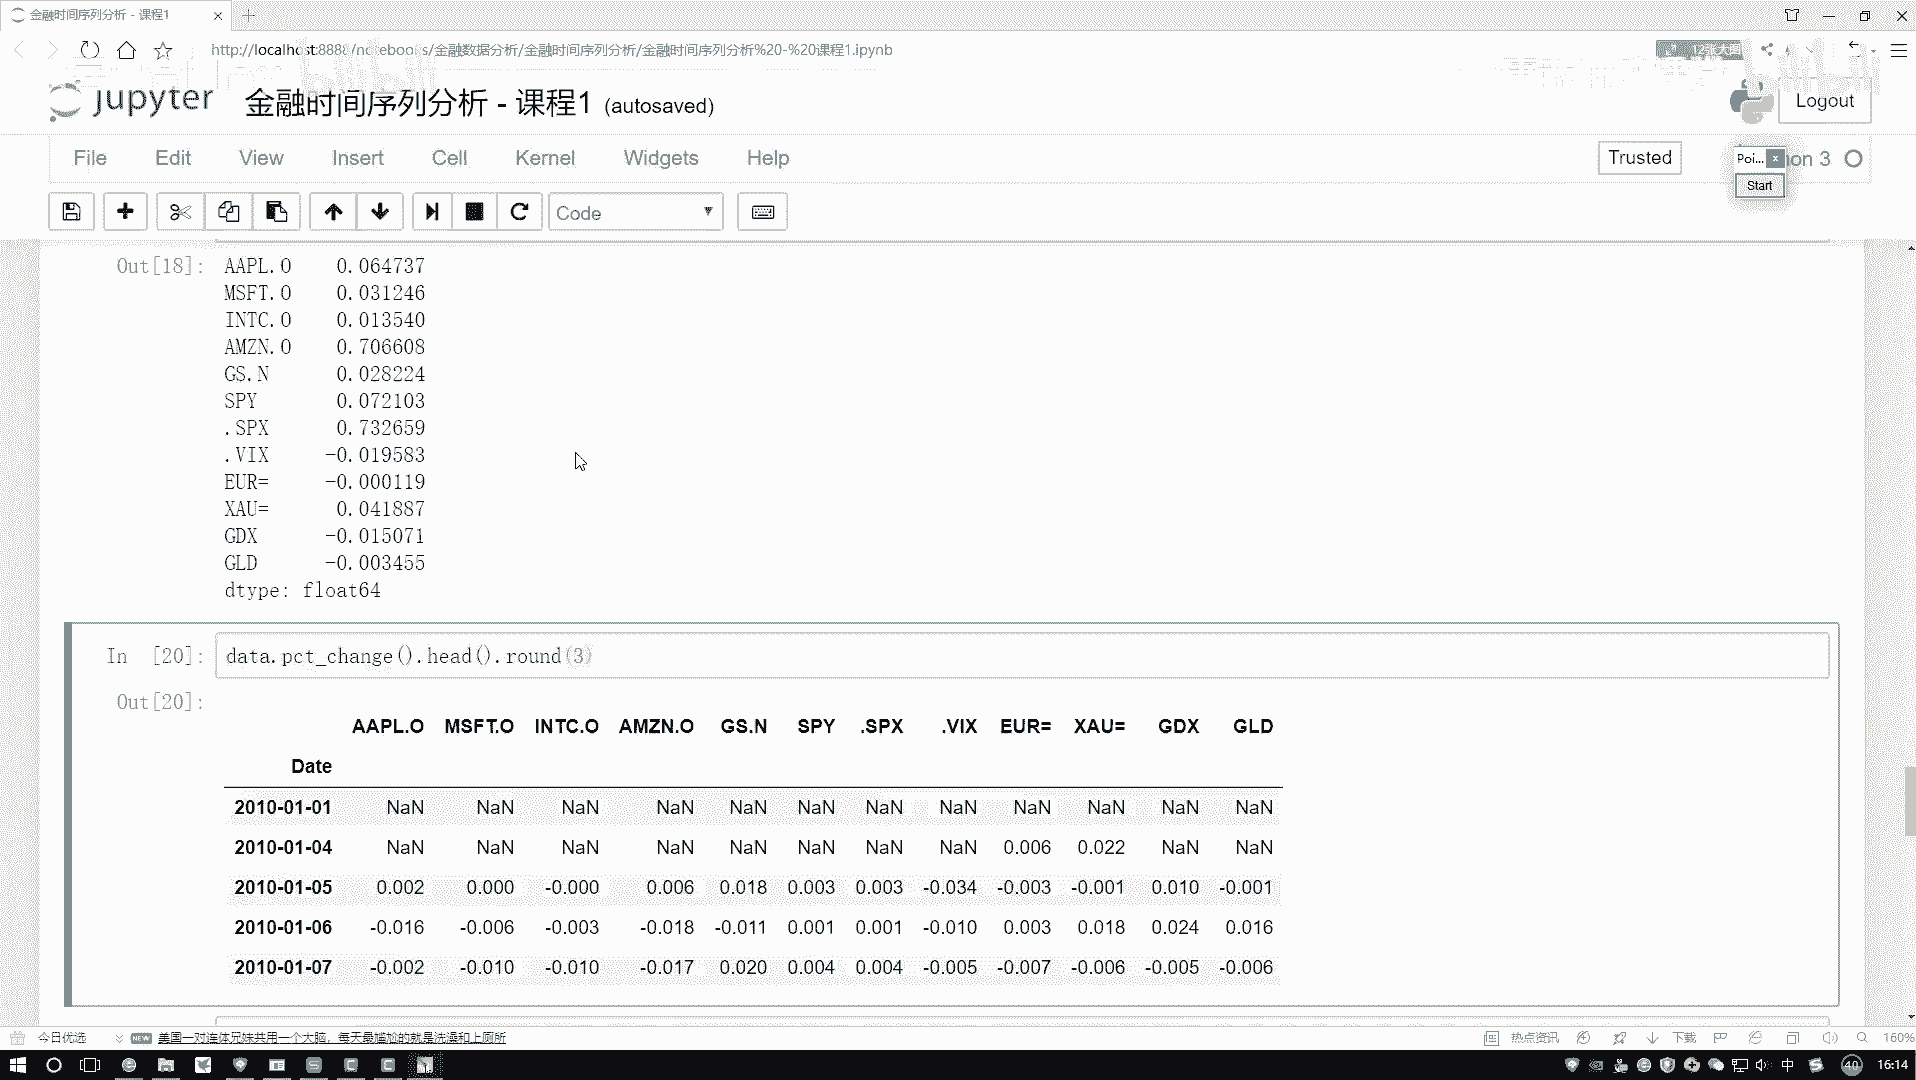 金融时间序列分析 - 课程1
http://localhost:8888/notebooks/金融数据分析/金融时间序列分析/金融时间序列分析%20-%20课程1.ipynb
12张大图
jupyter 金融时间序列分析 - 课程1 (autosaved)
Logout
File Edit View Insert Cell Kernel Widgets Help
Trusted
Poi... x on 3
Start
Code
Out[18]: AAPL.O 0.064737
MSFT.O 0.031246
INTC.O 0.013540
AMZN.O 0.706608
GS.N 0.028224
SPY 0.072103
.SPX 0.732659
.VIX -0.019583
EUR= -0.000119
XAU= 0.041887
GDX -0.015071
GLD -0.003455
dtype: float64
In [20]: data.pct_change().head().round(3)
Out[20]:
AAPL.O MSFT.O INTC.O AMZN.O GS.N SPY .SPX .VIX EUR= XAU= GDX GLD
Date
2010-01-01 NaN NaN NaN NaN NaN NaN NaN NaN NaN NaN NaN NaN
2010-01-04 NaN NaN NaN NaN NaN NaN NaN NaN 0.006 0.022 NaN NaN
2010-01-05 0.002 0.000 -0.000 0.006 0.018 0.003 0.003 -0.034 -0.003 -0.001 0.010 -0.001
2010-01-06 -0.016 -0.006 -0.003 -0.018 -0.011 0.001 0.001 -0.010 0.003 0.018 0.024 0.016
2010-01-07 -0.002 -0.010 -0.010 -0.017 0.020 0.004 0.004 -0.005 -0.007 -0.006 -0.005 -0.006
今日优选 NEW 美国一对连体兄妹共用一个大脑，每天最尴尬的就是洗澡和上厕所
热点资讯 下载 160%
中 40 16:14